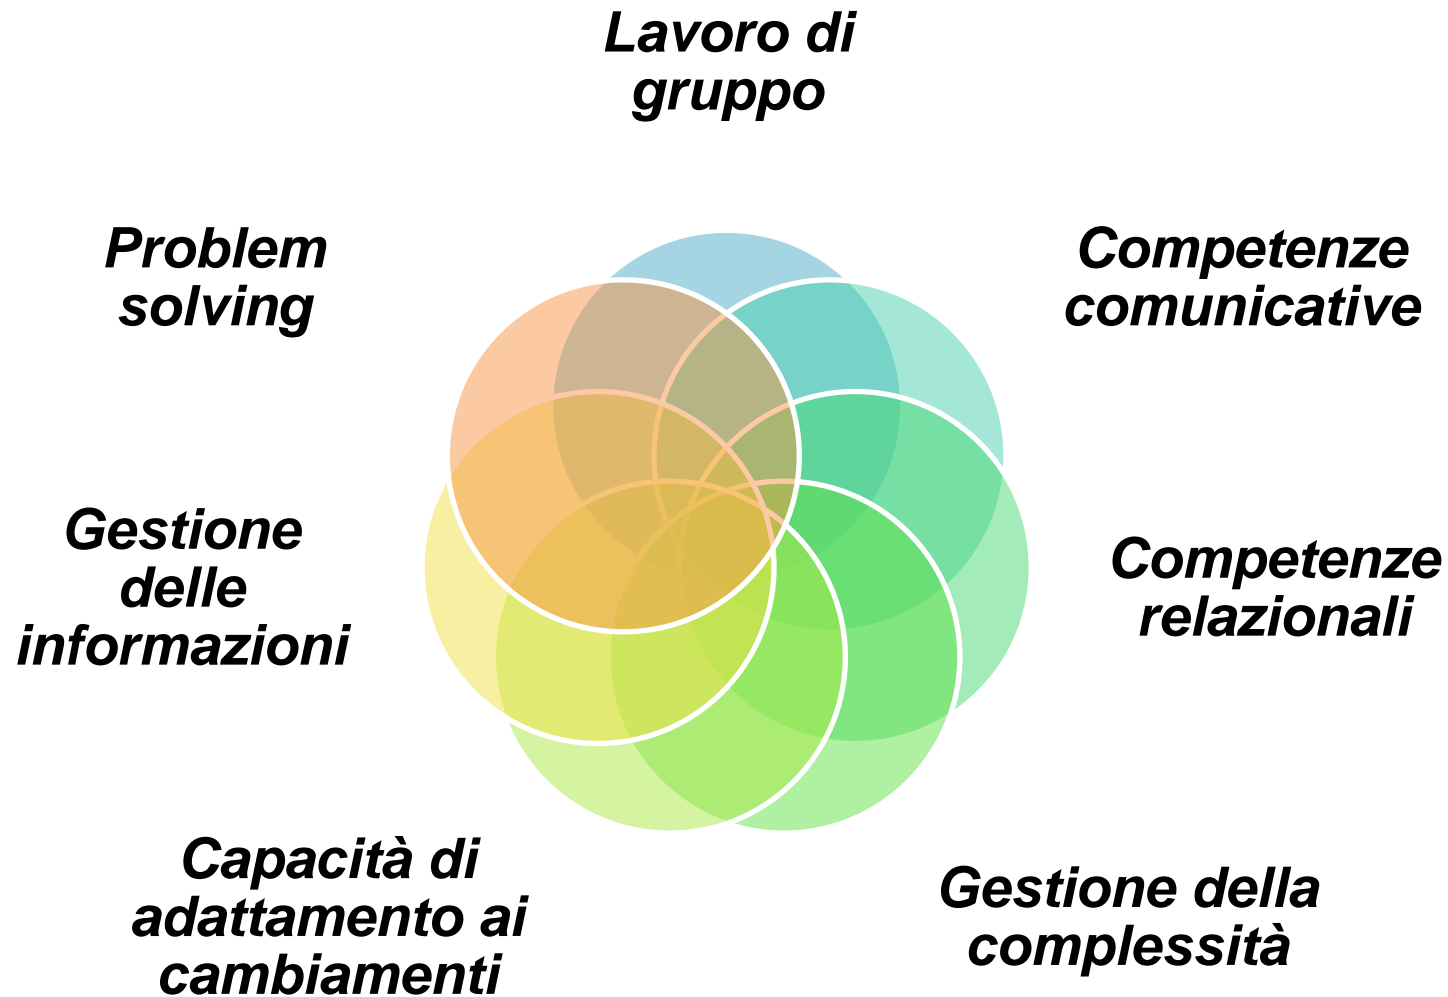 Lavoro di
gruppo
Problem
solving
Competenze
comunicative
Gestione
delle
informazioni
Competenze
relazionali
Capacità di
adattamento ai
cambiamenti
Gestione della
complessità